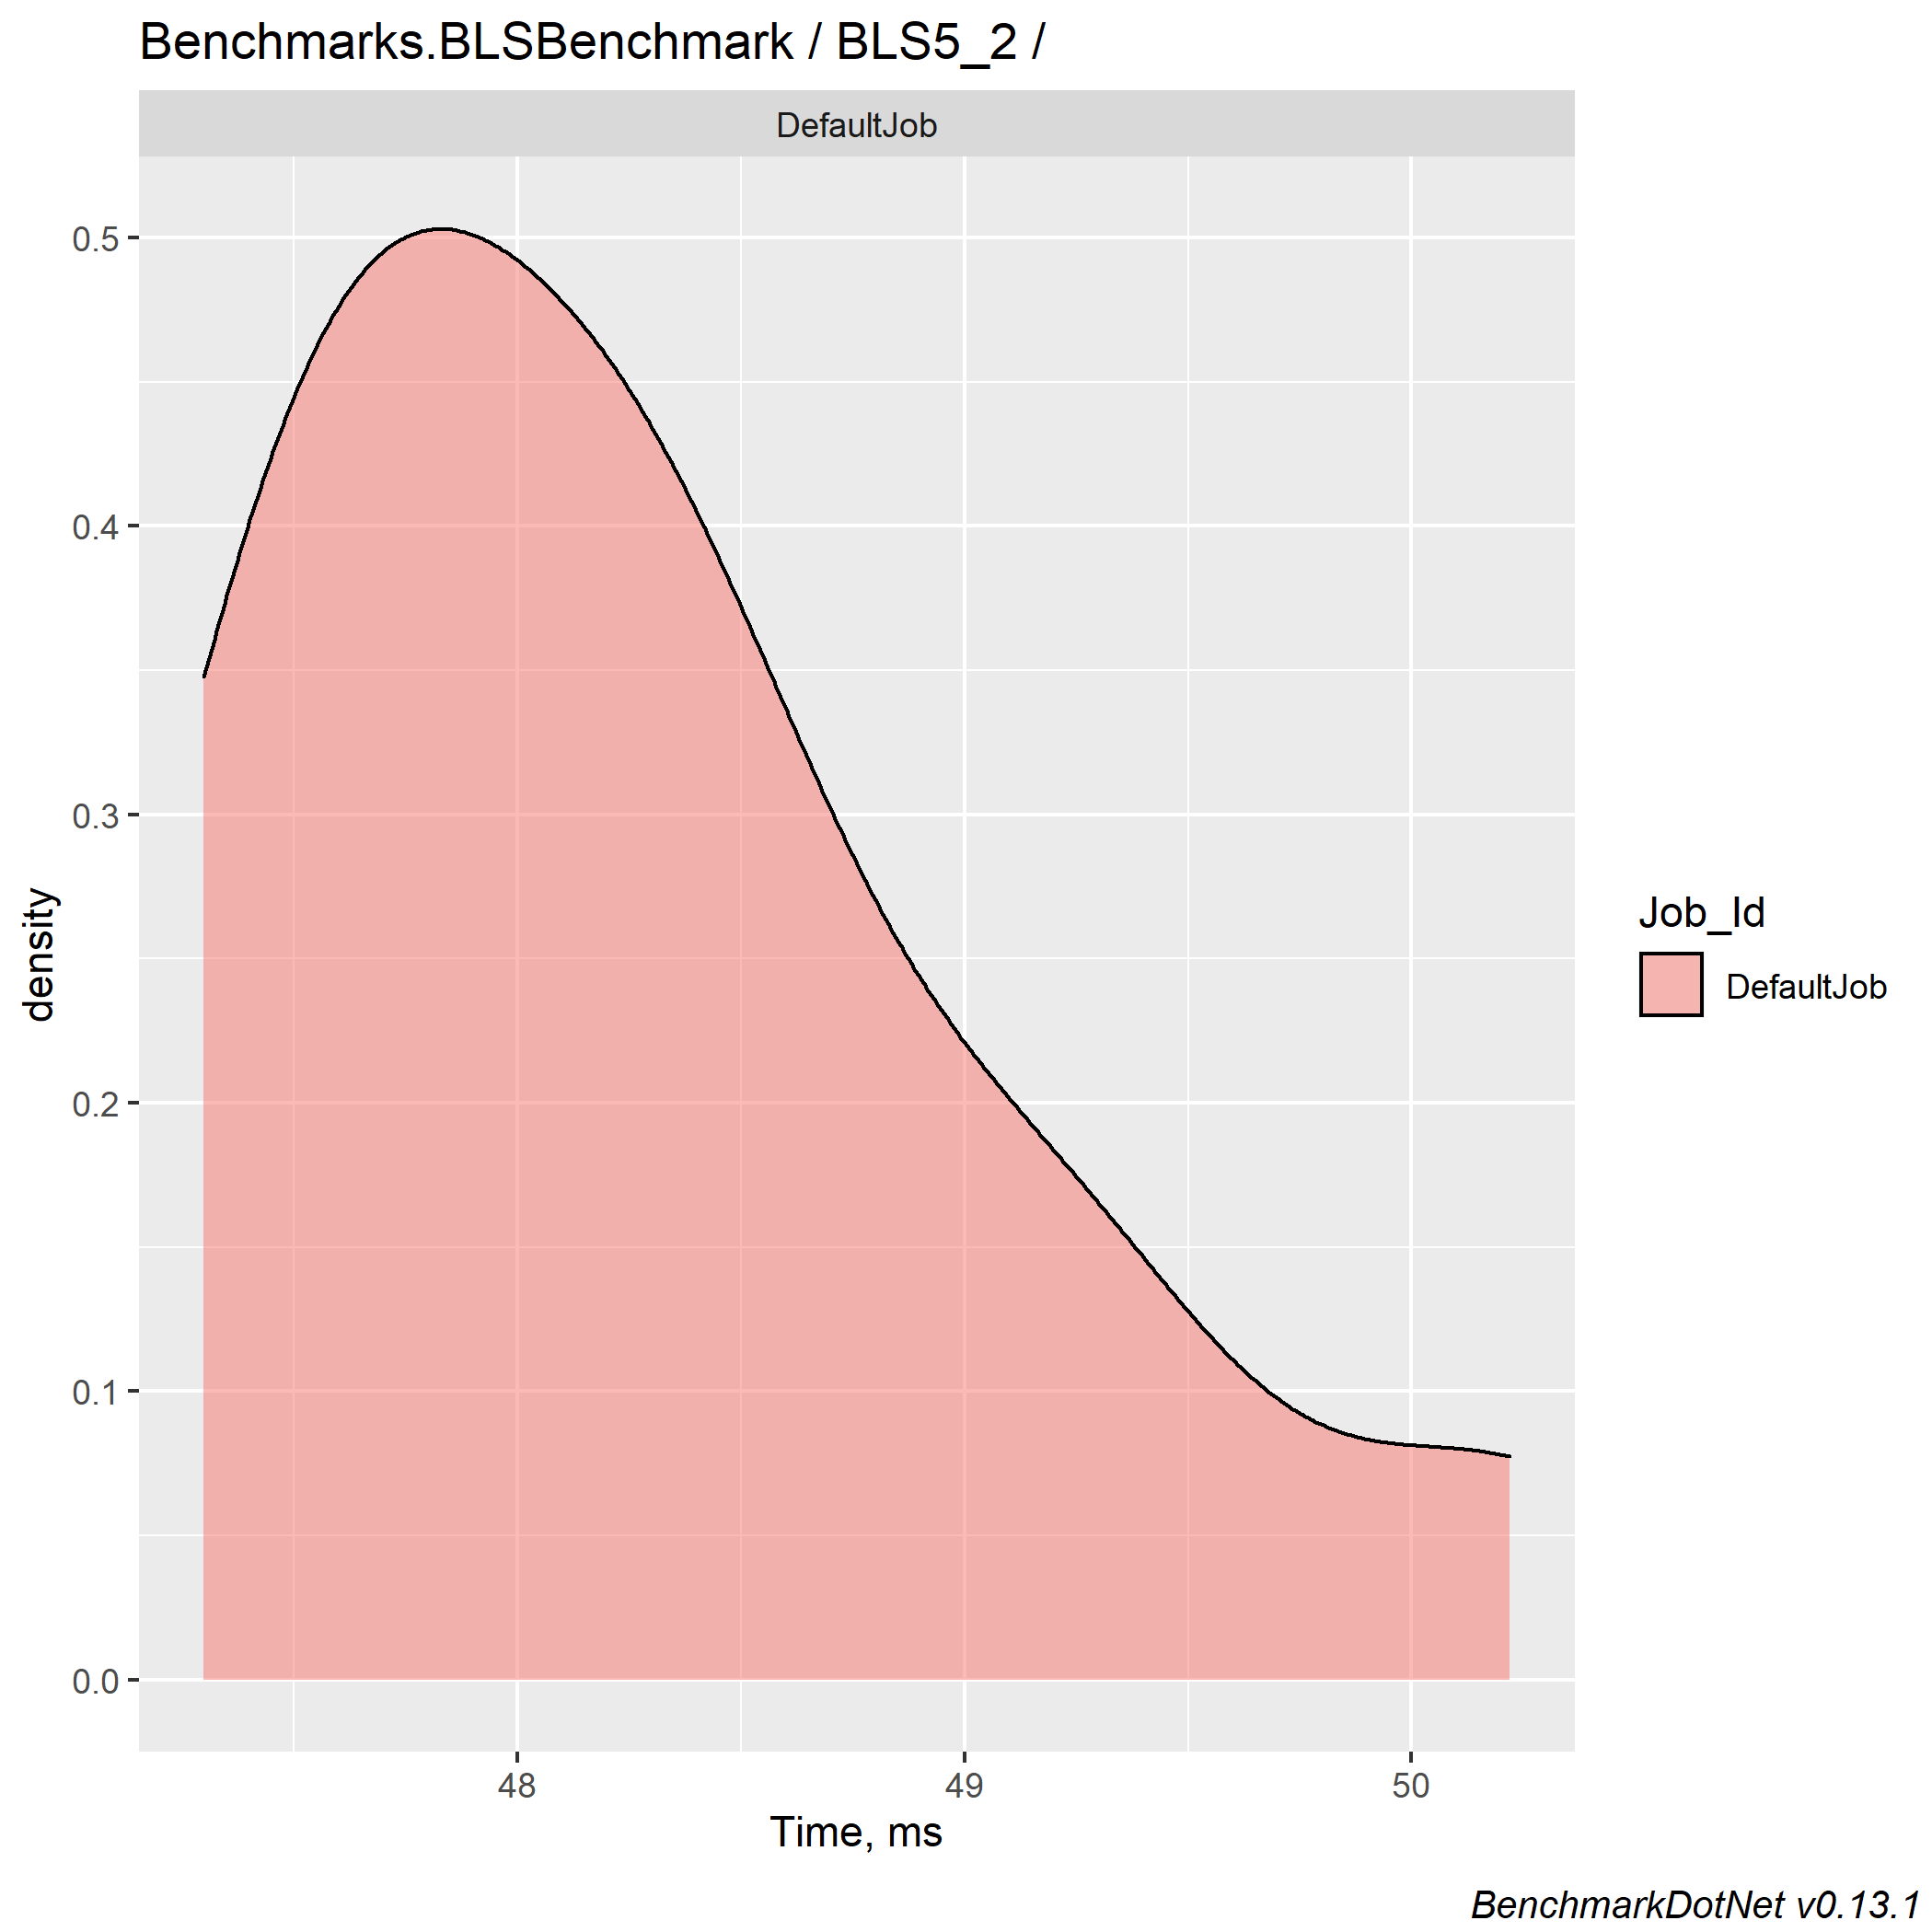 Benchmarks.BLSBenchmark / BLS5_2 /
DefaultJob
0.5
0.4
0.3
0.2
0.1
0.0
density
48 49 50
Time, ms
Job_Id
DefaultJob
BenchmarkDotNet v0.13.1